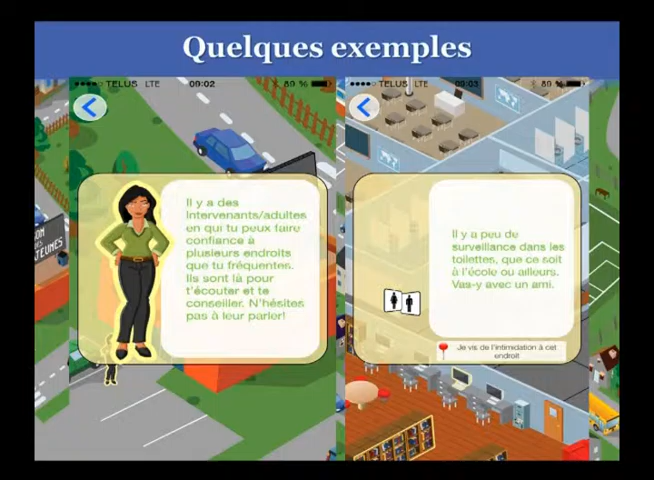 Quelques exemples
TELUS LTE 09:02 89 %
TELUS LTE 09:03 89 %
Il y a des
intervenants/adultes
en qui tu peux faire
confiance à
plusieurs endroits
que tu fréquentes.
Ils sont là pour
t'écouter et te
conseiller. N'hésites
pas à leur parler!
Il y a peu de
surveillance dans les
toilettes, que ce soit
à l'école ou ailleurs.
Vas-y avec un ami.
Je vis de l'intimidation à cet
endroit